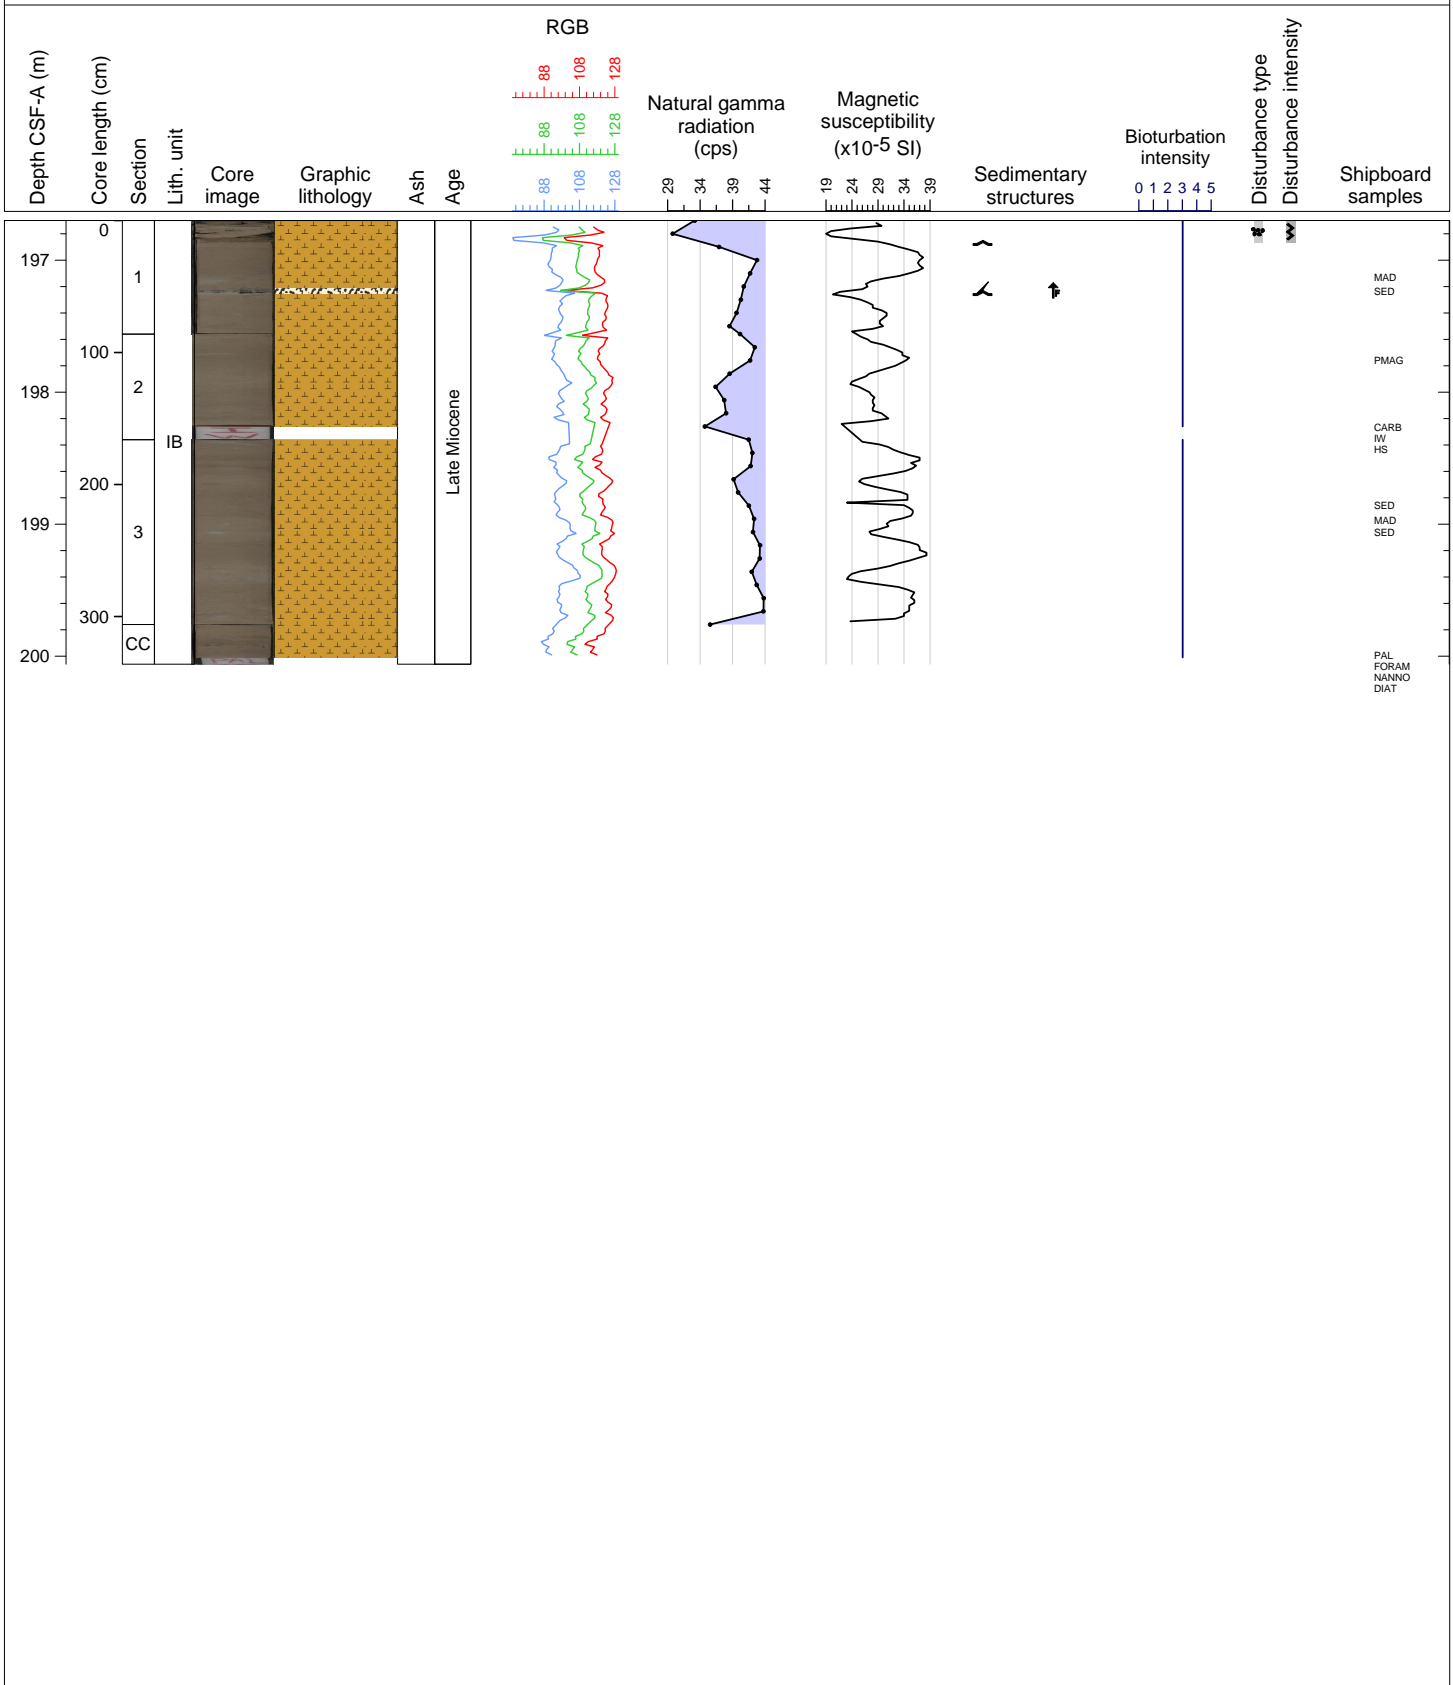 RGB
88 108 128
88 108 128
88 108 128
Depth CSF-A (m)
Core length (cm)
Section
Lith. unit
Core
image
Graphic
lithology
Ash
Age
Natural gamma
radiation
(cps)
29 34 39 44
Magnetic
susceptibility
(x10-5 SI)
19 24 29 34 39
Sedimentary
structures
Bioturbation
intensity
0 1 2 3 4 5
Disturbance type
Disturbance intensity
Shipboard
samples
0
197
1
MAD
SED
100
PMAG
2
198
CARB
IW
HS
IB
Late Miocene
200
SED
199
3
MAD
SED
300
CC
200
PAL
FORAM
NANNO
DIAT